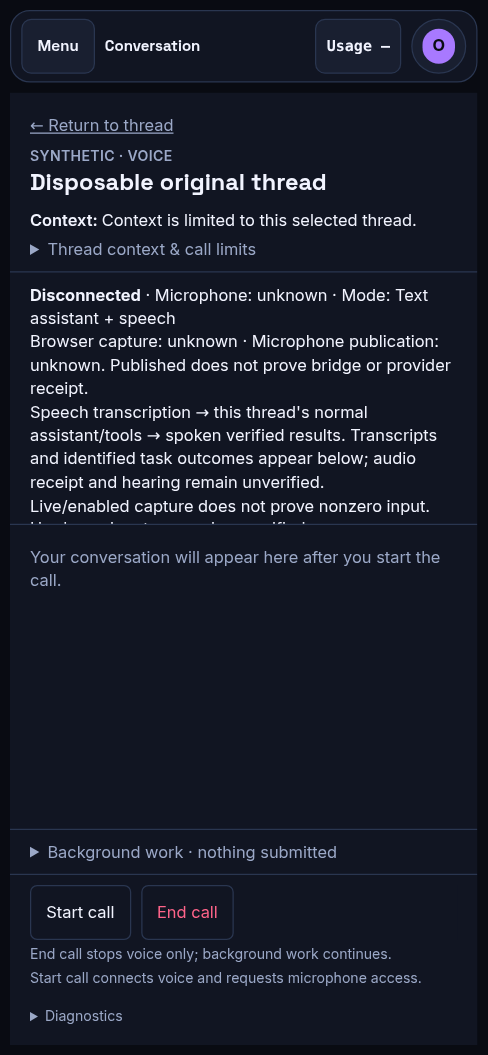 Menu
Conversation
Usage —
O
← Return to thread
SYNTHETIC · VOICE
Disposable original thread
Context: Context is limited to this selected thread.
▶ Thread context & call limits
Disconnected · Microphone: unknown · Mode: Text
assistant + speech
Browser capture: unknown · Microphone publication:
unknown. Published does not prove bridge or provider
receipt.
Speech transcription → this thread's normal
assistant/tools → spoken verified results. Transcripts
and identified task outcomes appear below; audio
receipt and hearing remain unverified.
Live/enabled capture does not prove nonzero input.
Your conversation will appear here after you start the
call.
▶ Background work · nothing submitted
Start call
End call
End call stops voice only; background work continues.
Start call connects voice and requests microphone access.
▶ Diagnostics